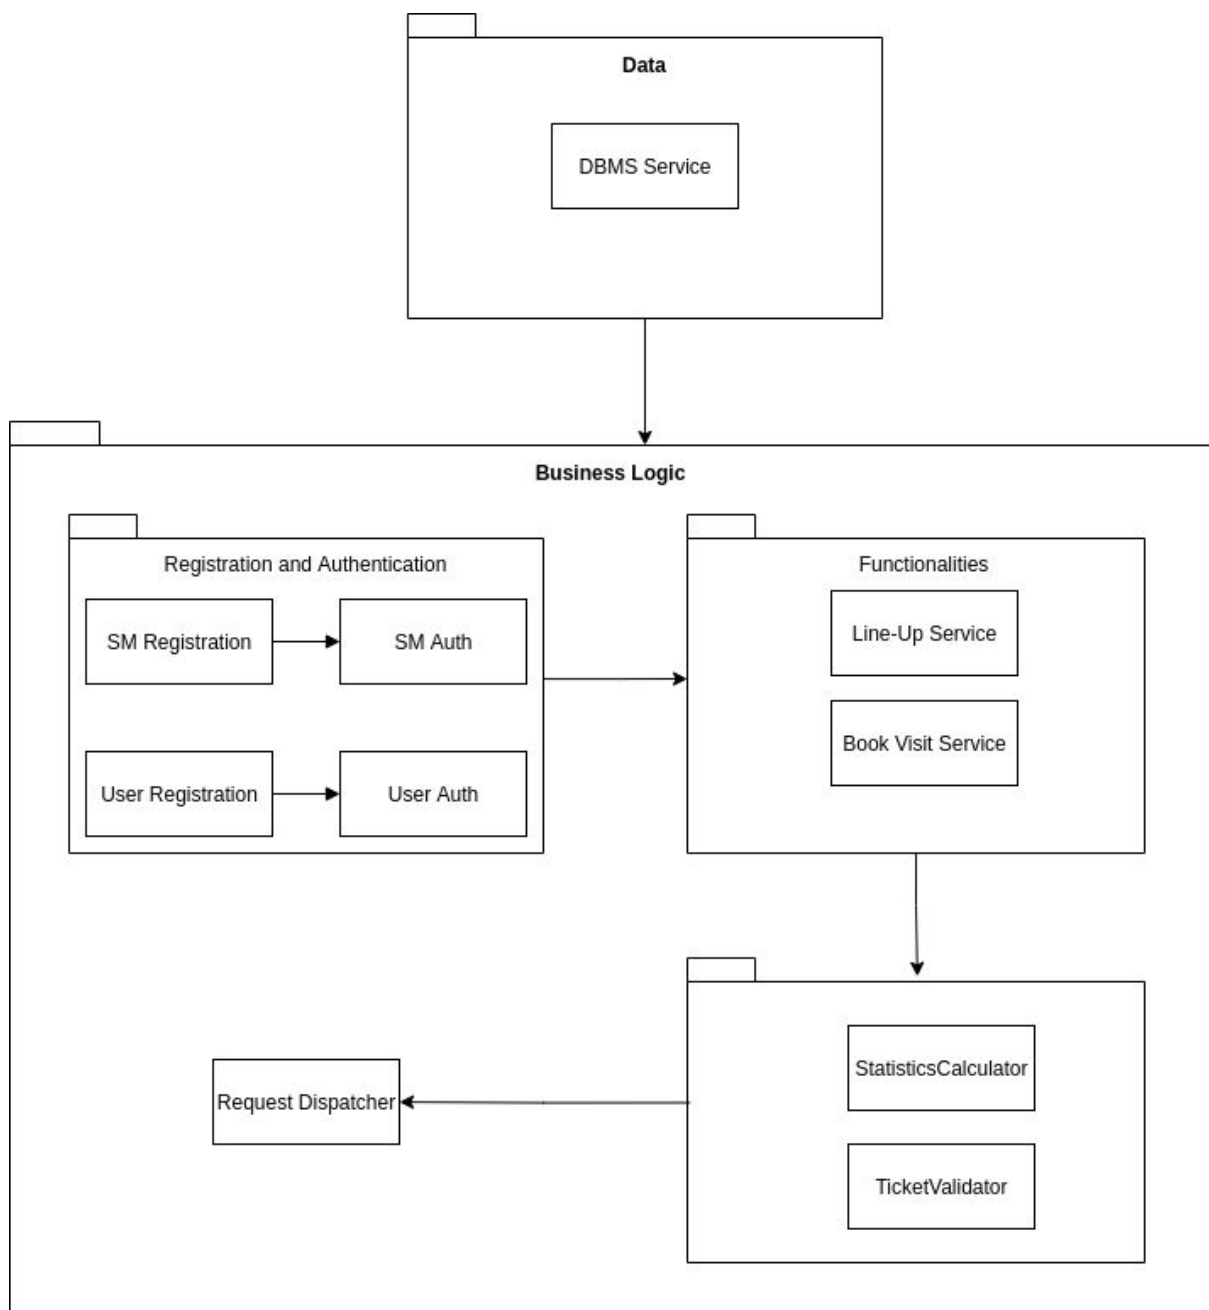 Data
DBMS Service
Business Logic
Registration and Authentication
SM Registration
SM Auth
User Registration
User Auth
Functionalities
Line-Up Service
Book Visit Service
StatisticsCalculator
TicketValidator
Request Dispatcher